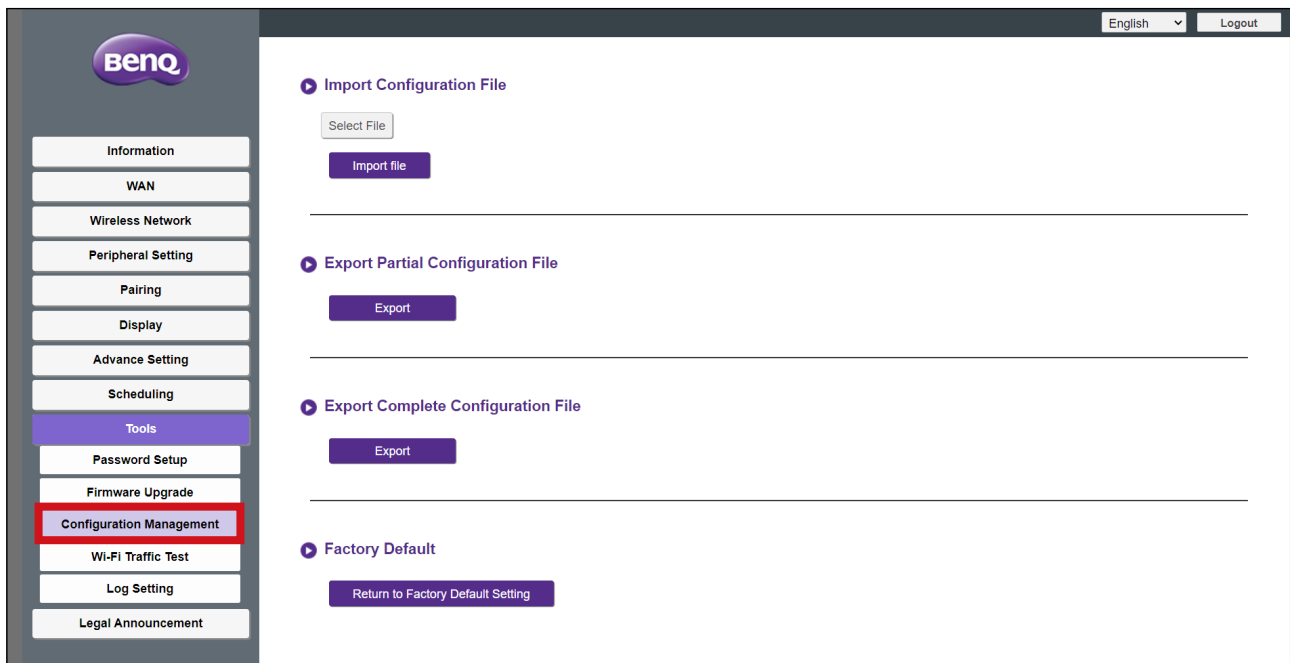 English
Logout
BenQ
Information
WAN
Wireless Network
Peripheral Setting
Pairing
Display
Advance Setting
Scheduling
Tools
Password Setup
Firmware Upgrade
Configuration Management
Wi-Fi Traffic Test
Log Setting
Legal Announcement
Import Configuration File
Select File
Import file
Export Partial Configuration File
Export
Export Complete Configuration File
Export
Factory Default
Return to Factory Default Setting